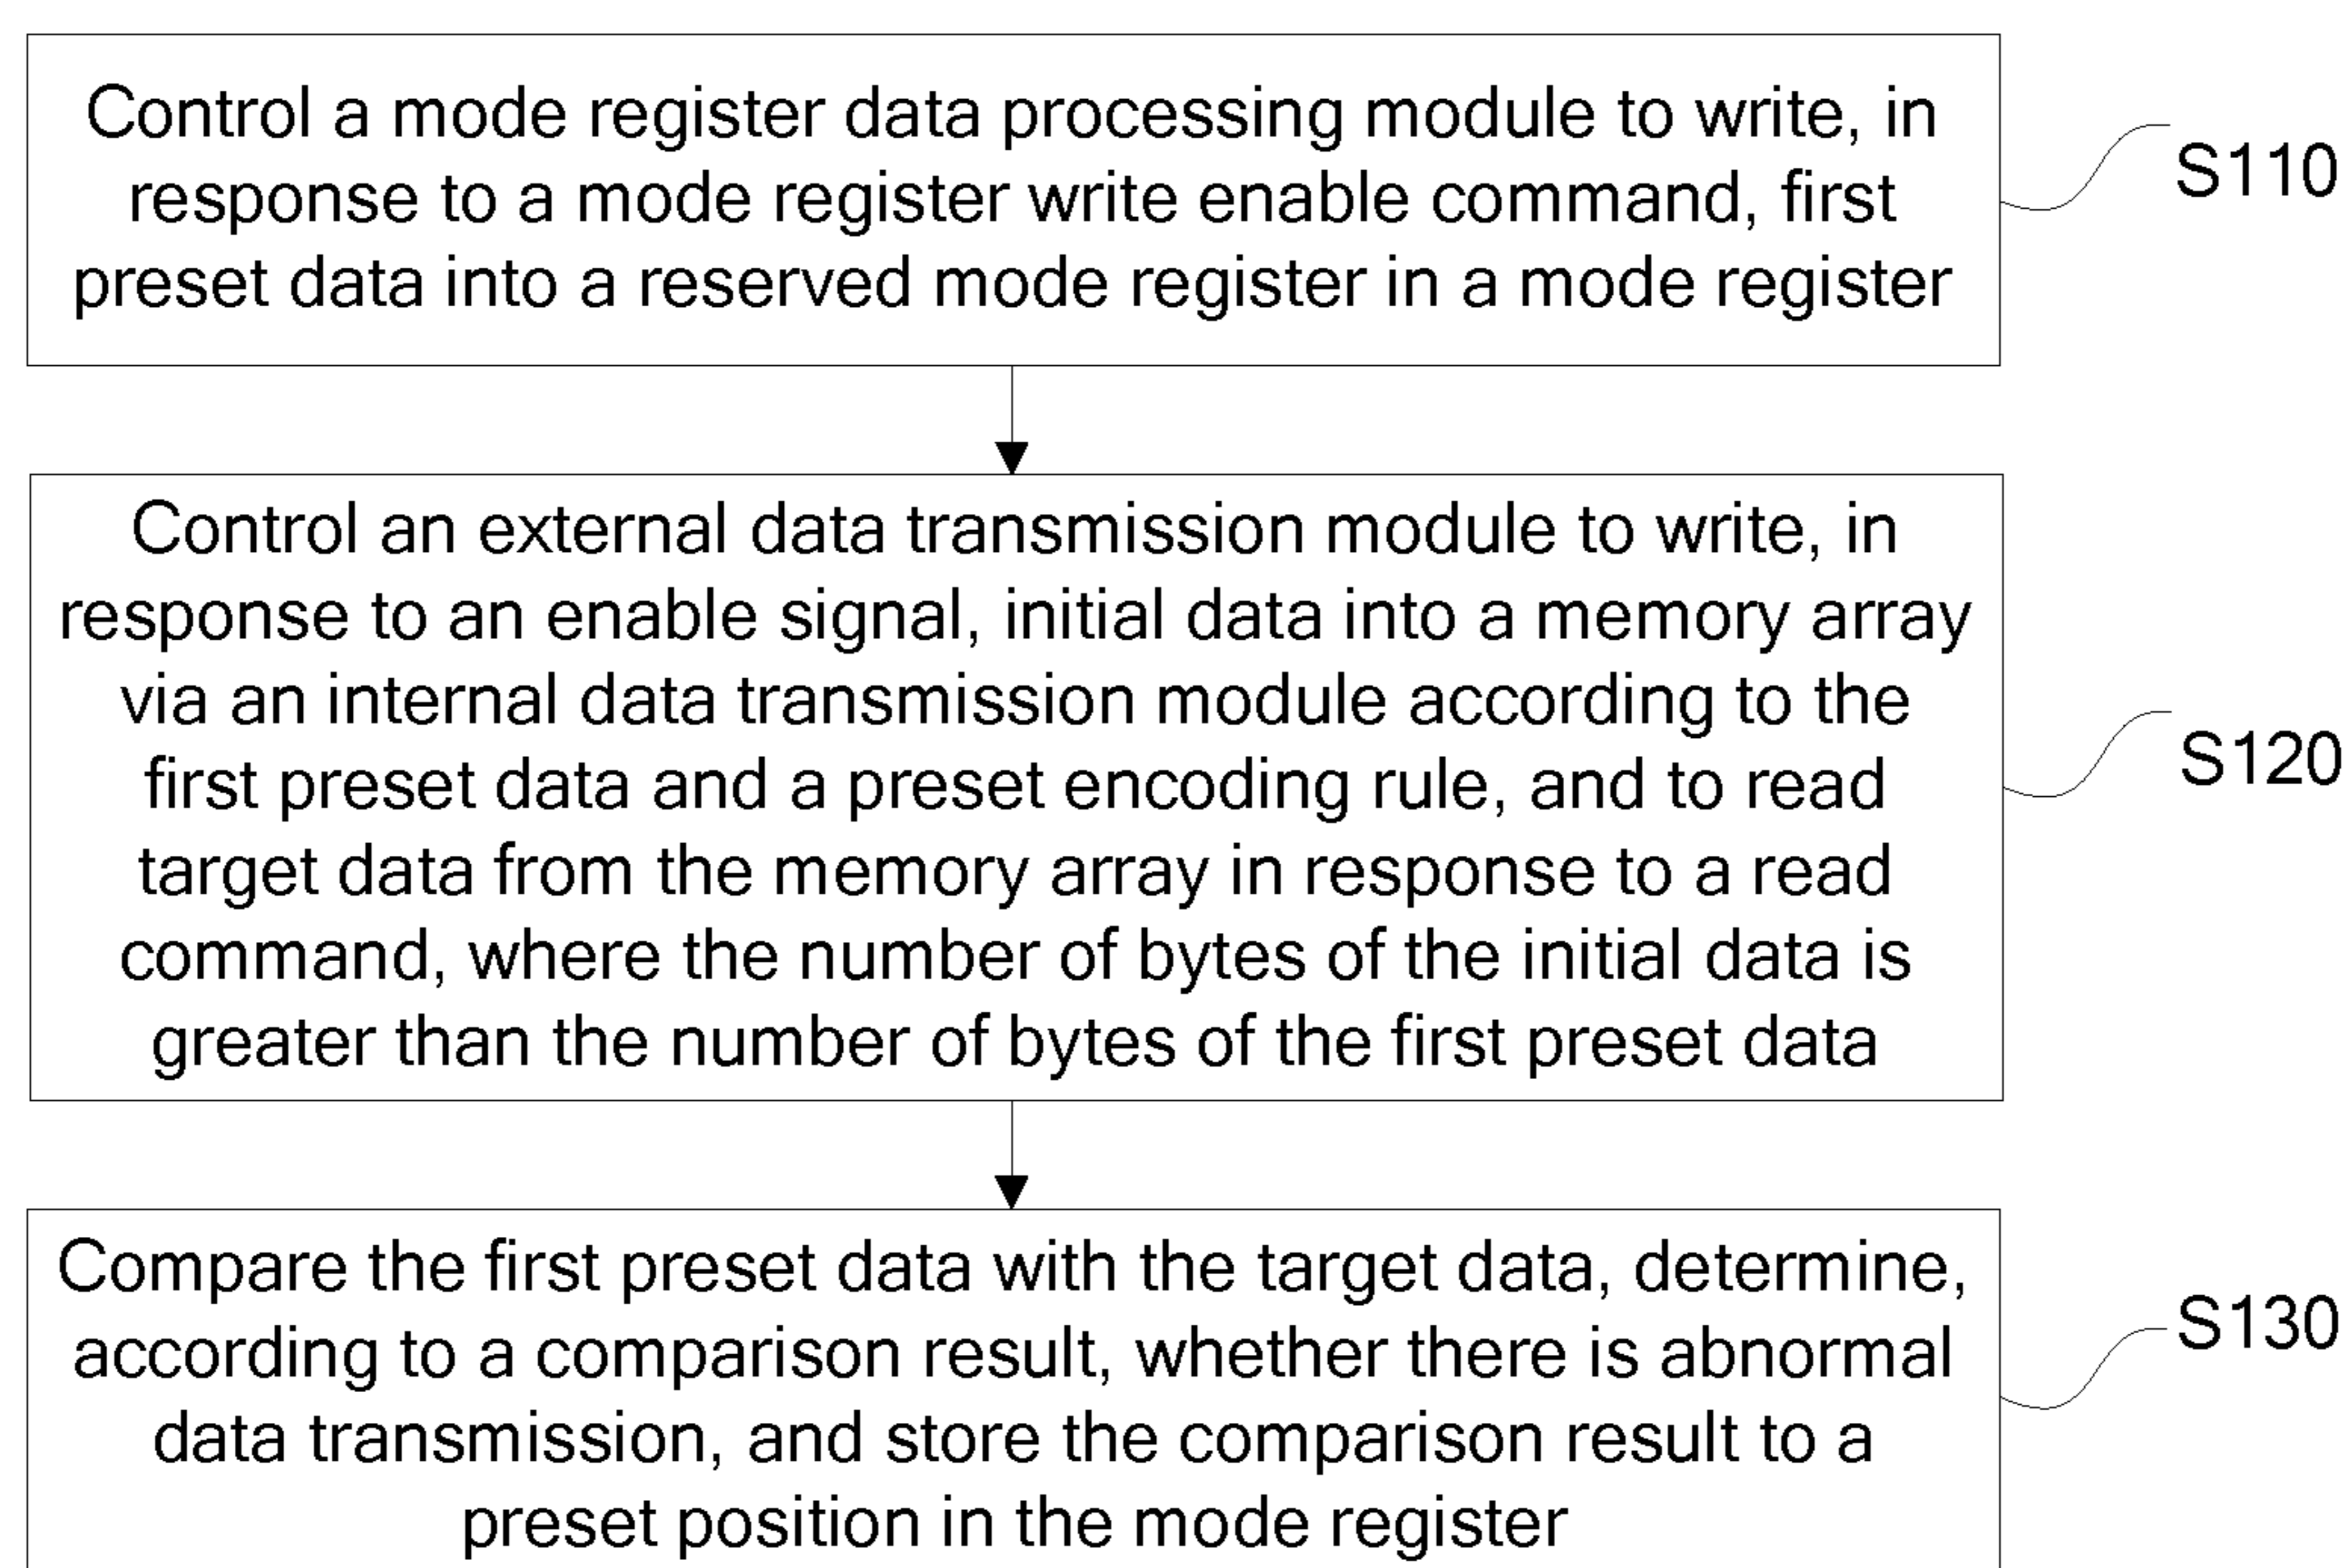 Control a mode register data processing module to write, in
response to a mode register write enable command, first
preset data into a reserved mode register in a mode register
S110
Control an external data transmission module to write, in
response to an enable signal, initial data into a memory array
via an internal data transmission module according to the
first preset data and a preset encoding rule, and to read
target data from the memory array in response to a read
command, where the number of bytes of the initial data is
greater than the number of bytes of the first preset data
S120
Compare the first preset data with the target data, determine,
according to a comparison result, whether there is abnormal
data transmission, and store the comparison result to a
preset position in the mode register
S130